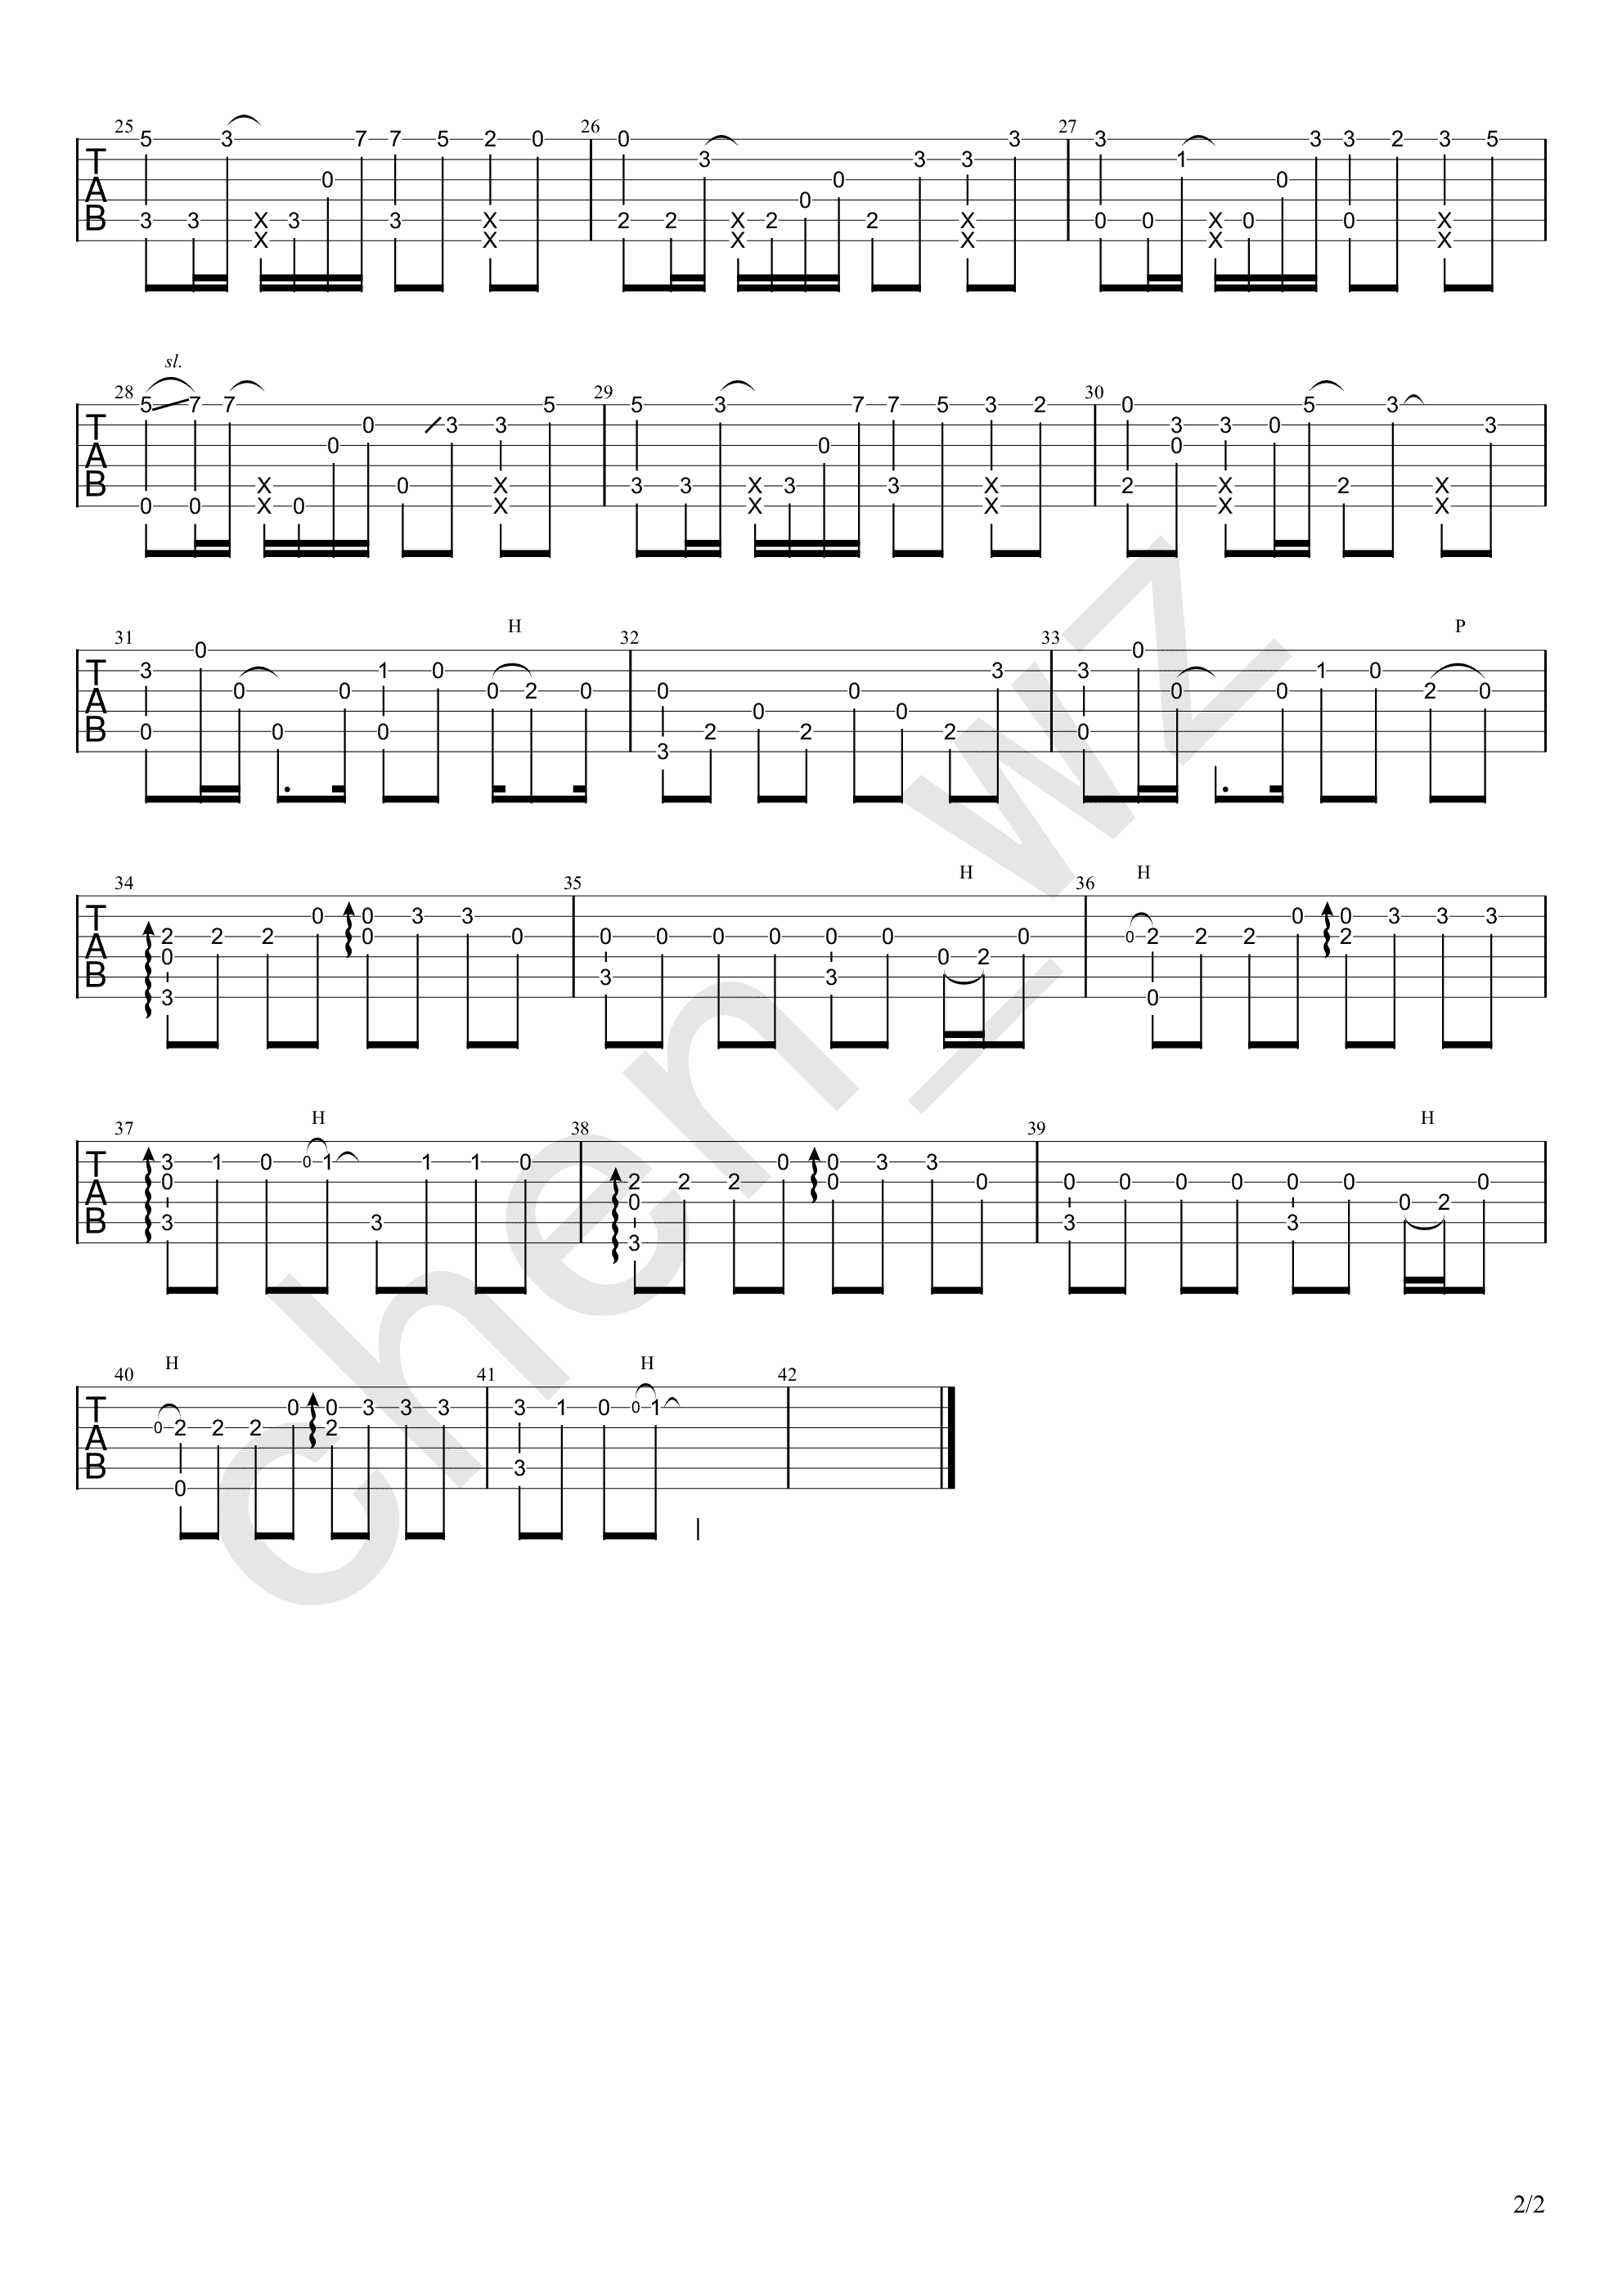 25 26 27
5 3 7 7 5 2 0 0 3 3 3 2 3 5
3 3 3 3 1
T 0 0 0
A 0
B 3 3 X 3 3 X 2 2 X 2 2 X 0 0 X 0 0 X
X X X X X X
sl.
28 29 30
5 7 7 5 5 3 7 7 5 3 2 0 5 3
T 0 3 3 3 3 0 3
A 0 0 0
B X 0 X 3 3 X 3 3 X 2 X 2 X
0 0 X 0 X X X X X
H
31 32 33 P
0 0
T 3 1 0 3 3 1 0
A 0 0 0 2 0 0 0 0 0 2 0
0 0
B 0 0 0 2 2 2 0
3
H H
34 35 36
T 0 0 3 3 0 0 3 3 3
A 2 2 2 0 0 0 0 0 0 0 0 0 0 2 2 2 2
0 0 2
B 3 3
3 0
H
37 38 39 H
T 3 1 0 0 1 1 1 0 0 0 3 3
A 0 2 2 2 0 0 0 0 0 0 0 0 0
0 0 2
B 3 3 3 3
3
H H
40 41 42
T 0 0 3 3 3 3 1 0 0 1
A 0 2 2 2 2
B 3
0
chen_wz
2/2